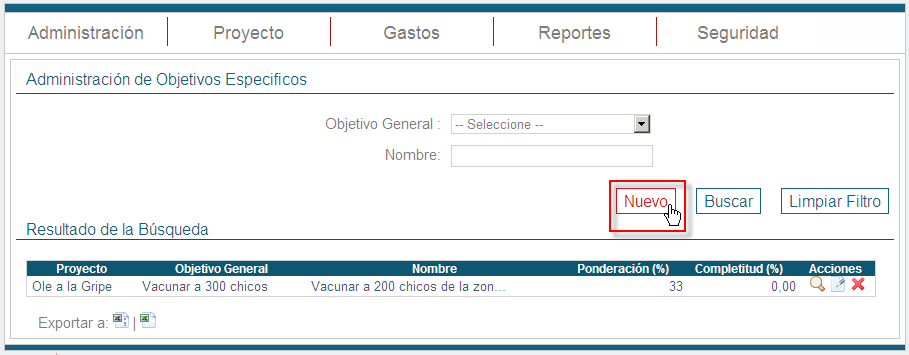 Administración Proyecto Gastos Reportes Seguridad
Administración de Objetivos Especificos
Objetivo General : -- Seleccione --
Nombre:
Nuevo Buscar Limpiar Filtro
Resultado de la Búsqueda
Proyecto Objetivo General Nombre Ponderación (%) Completitud (%) Acciones
Ole a la Gripe Vacunar a 300 chicos Vacunar a 200 chicos de la zon... 33 0,00
Exportar a: |